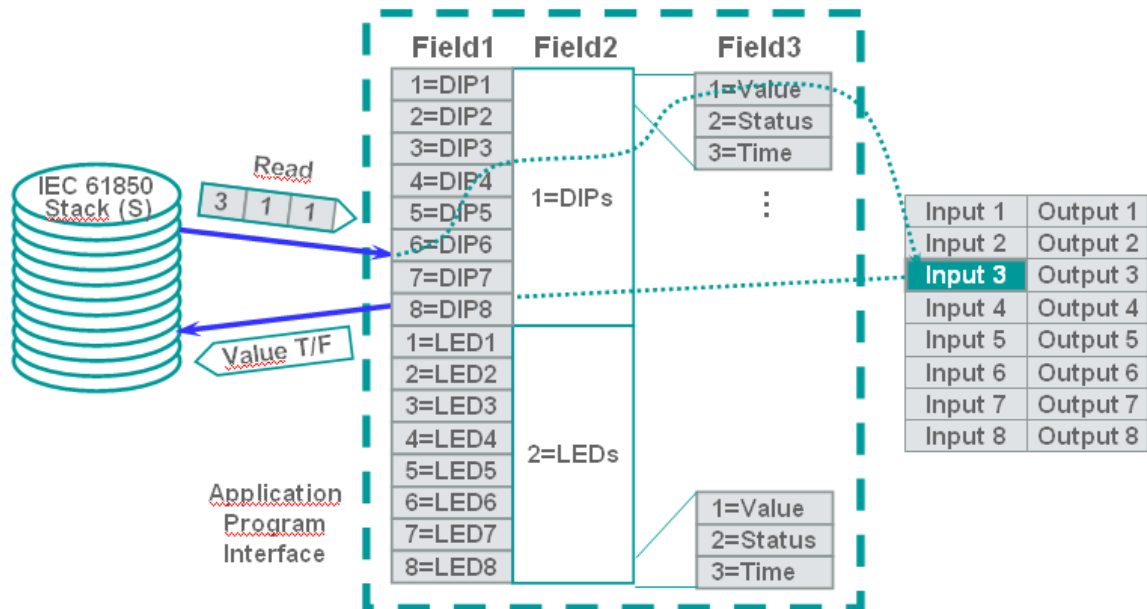 Field1 Field2 Field3
1=DIP1
2=DIP2
3=DIP3
4=DIP4
5=DIP5
6=DIP6
7=DIP7
8=DIP8
1=LED1
2=LED2
3=LED3
4=LED4
5=LED5
6=LED6
7=LED7
8=LED8
1=DIPs
2=LEDs
1=Value
2=Status
3=Time
⋮
1=Value
2=Status
3=Time
IEC 61850
Stack (S)
Read
3 1 1
Value T/F
Application
Program
Interface
Input 1 Output 1
Input 2 Output 2
Input 3 Output 3
Input 4 Output 4
Input 5 Output 5
Input 6 Output 6
Input 7 Output 7
Input 8 Output 8